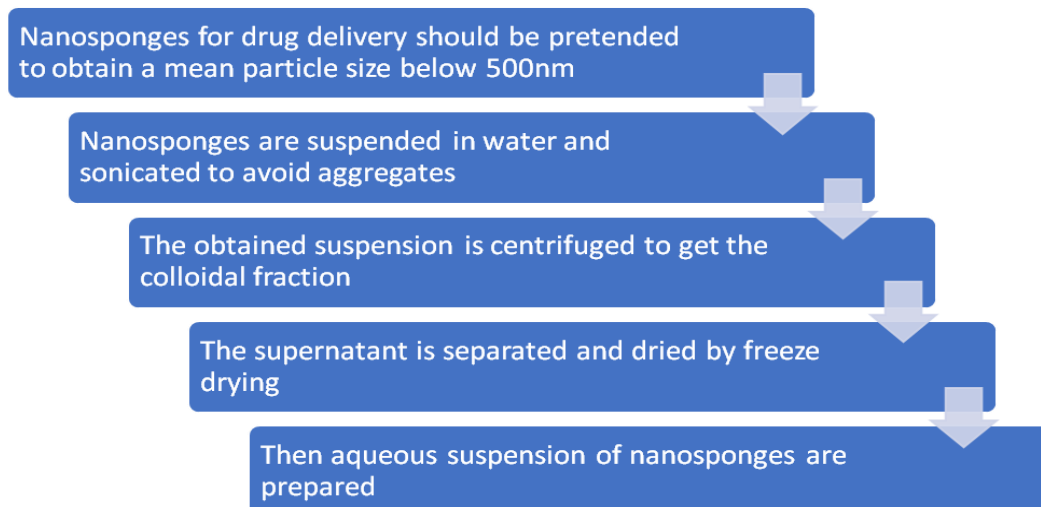 Nanosponges for drug delivery should be pretended
to obtain a mean particle size below 500nm
Nanosponges are suspended in water and
sonicated to avoid aggregates
The obtained suspension is centrifuged to get the
colloidal fraction
The supernatant is separated and dried by freeze
drying
Then aqueous suspension of nanosponges are
prepared